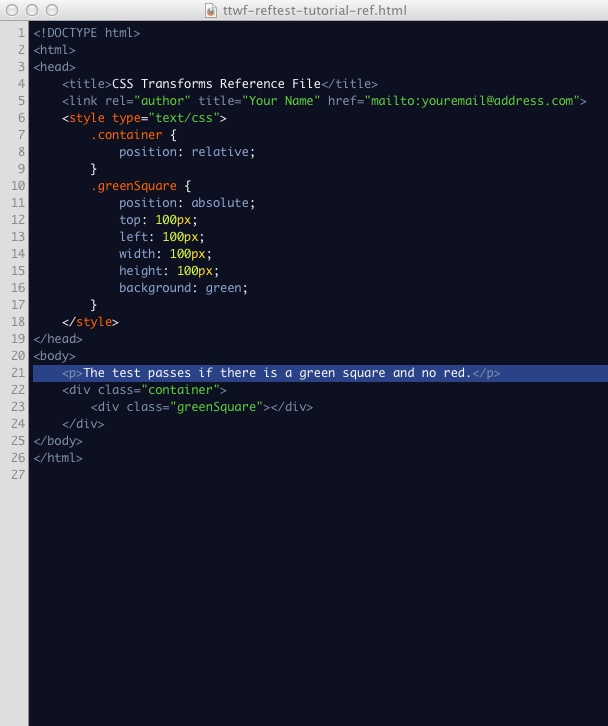 ttwf-reftest-tutorial-ref.html
1 <!DOCTYPE html>
2 <html>
3 <head>
4     <title>CSS Transforms Reference File</title>
5     <link rel="author" title="Your Name" href="mailto:youremail@address.com">
6     <style type="text/css">
7         .container {
8             position: relative;
9         }
10         .greenSquare {
11             position: absolute;
12             top: 100px;
13             left: 100px;
14             width: 100px;
15             height: 100px;
16             background: green;
17         }
18     </style>
19 </head>
20 <body>
21     <p>The test passes if there is a green square and no red.</p>
22     <div class="container">
23         <div class="greenSquare"></div>
24     </div>
25 </body>
26 </html>
27